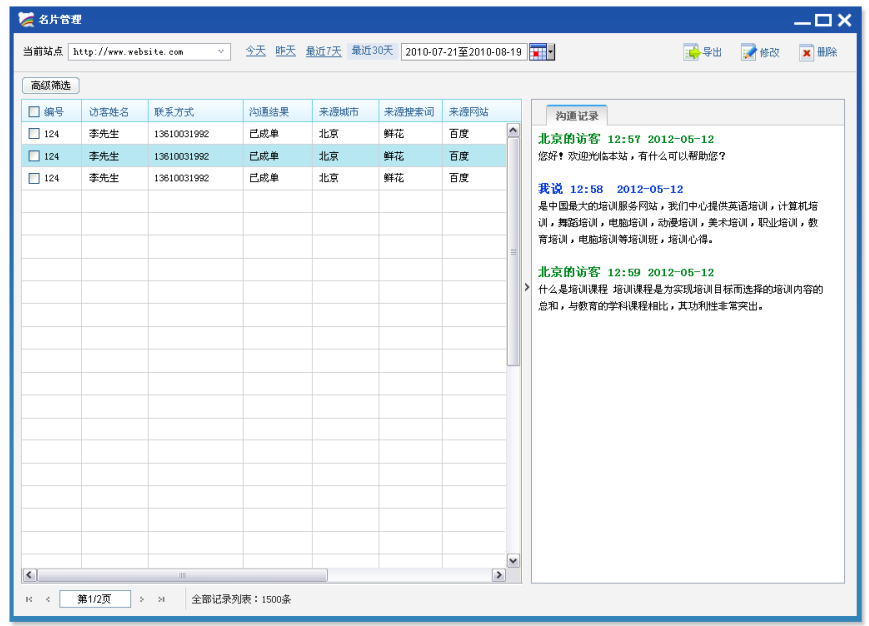 名片管理
当前站点 http://www.website.com 今天 昨天 最近7天 最近30天 2010-07-21至2010-08-19 导出 修改 删除
高级筛选
编号 访客姓名 联系方式 沟通结果 来源城市 来源搜索词 来源网站
124 李先生 13610031992 已成单 北京 鲜花 百度
124 李先生 13610031992 已成单 北京 鲜花 百度
124 李先生 13610031992 已成单 北京 鲜花 百度
沟通记录
北京的访客 12:57 2012-05-12
您好！欢迎光临本站，有什么可以帮助您？
我说 12:58 2012-05-12
是中国最大的培训服务网站，我们中心提供英语培训，计算机培
训，舞蹈培训，电脑培训，动漫培训，美术培训，职业培训，教
育培训，电脑培训等培训班，培训心得。
北京的访客 12:59 2012-05-12
什么是培训课程 培训课程是为实现培训目标而选择的培训内容的
总和，与教育的学科课程相比，其功利性非常突出。
第1/2页 全部记录列表：1500条